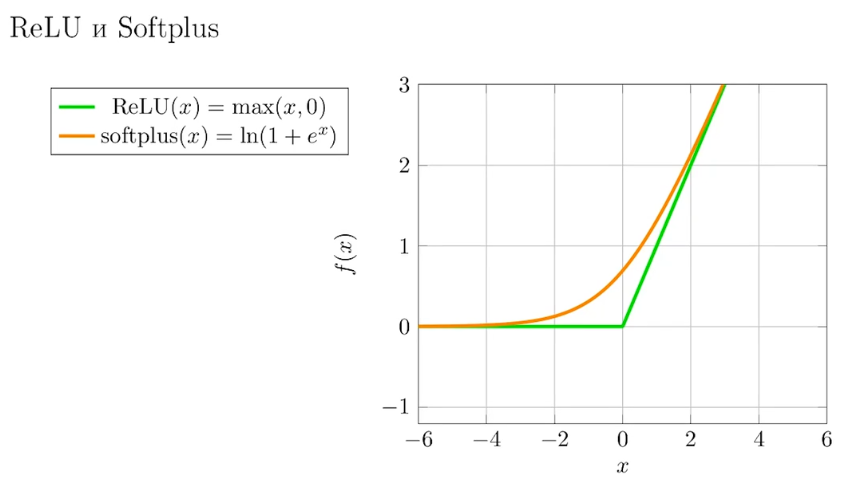 ReLU и Softplus
ReLU(x) = max(x, 0)
softplus(x) = ln(1 + eˣ)
3
2
1
0
−1
f(x)
−6 −4 −2 0 2 4 6
x